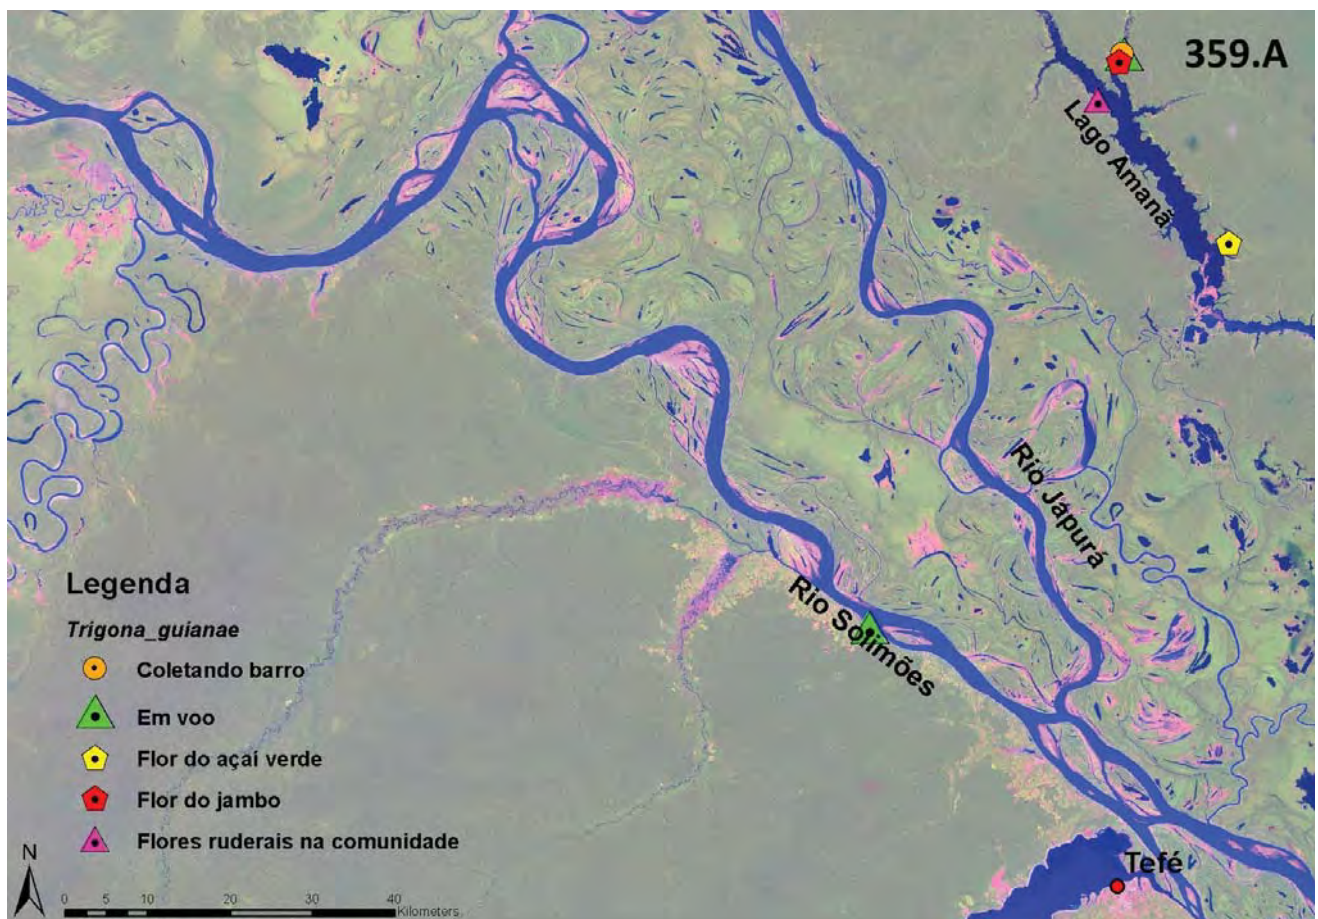 359.A
Lago Amanã
Rio Japurá
Rio Solimões
Legenda
Trigona_guianae
Coletando barro
Em voo
Flor do açaí verde
Flor do jambo
Flores ruderais na comunidade
Tefé
N
0 5 10 20 30 40
Kilometers